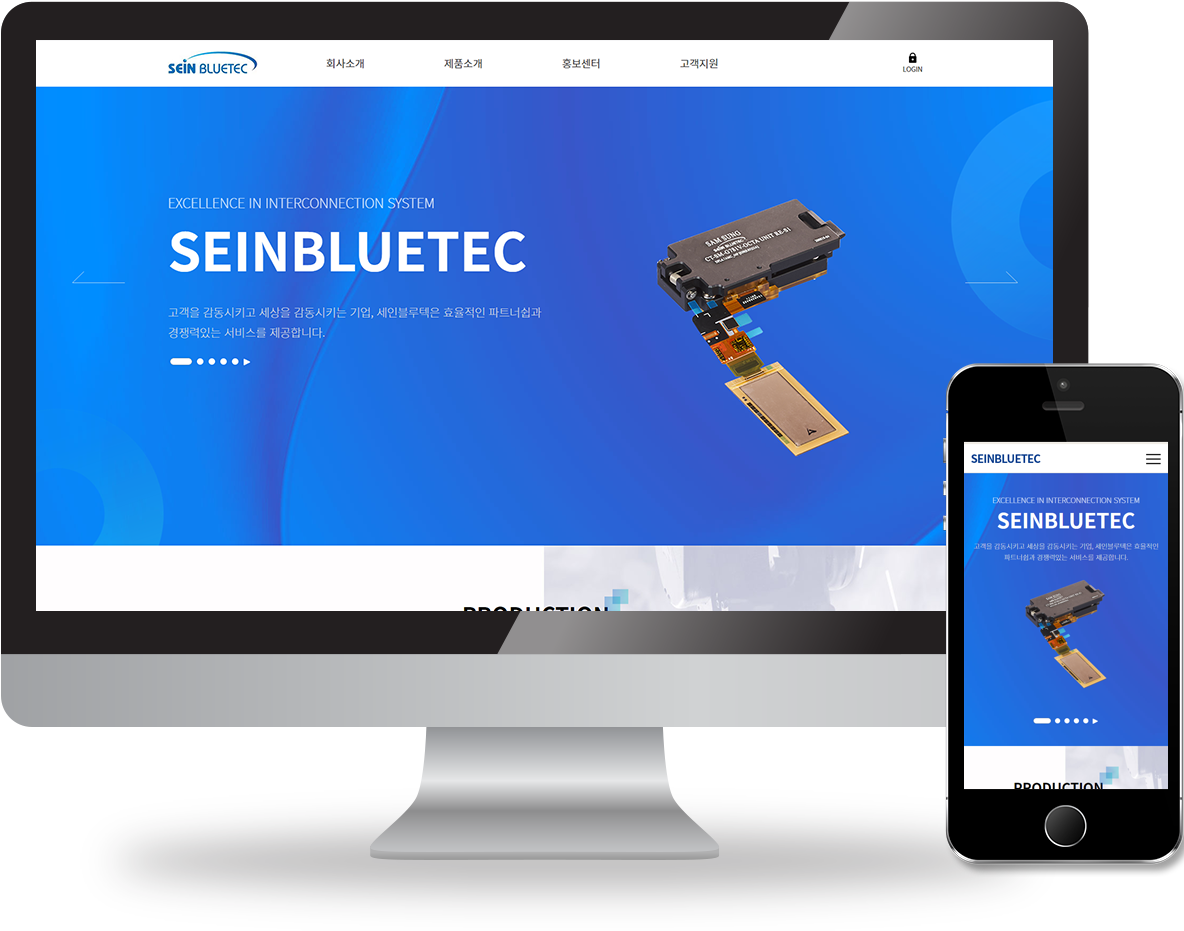 SEIN BLUETEC
회사소개
제품소개
홍보센터
고객지원
LOGIN
EXCELLENCE IN INTERCONNECTION SYSTEM
SEINBLUETEC
고객을 감동시키고 세상을 감동시키는 기업, 세인블루텍은 효율적인 파트너쉽과
경쟁력있는 서비스를 제공합니다.
SAM SUNG
SEIN BLUETEC
PRODUCTION
SEINBLUETEC
EXCELLENCE IN INTERCONNECTION SYSTEM
SEINBLUETEC
고객을 감동시키고 세상을 감동시키는 기업, 세인블루텍은 효율적인
파트너쉽과 경쟁력있는 서비스를 제공합니다.
PRODUCTION